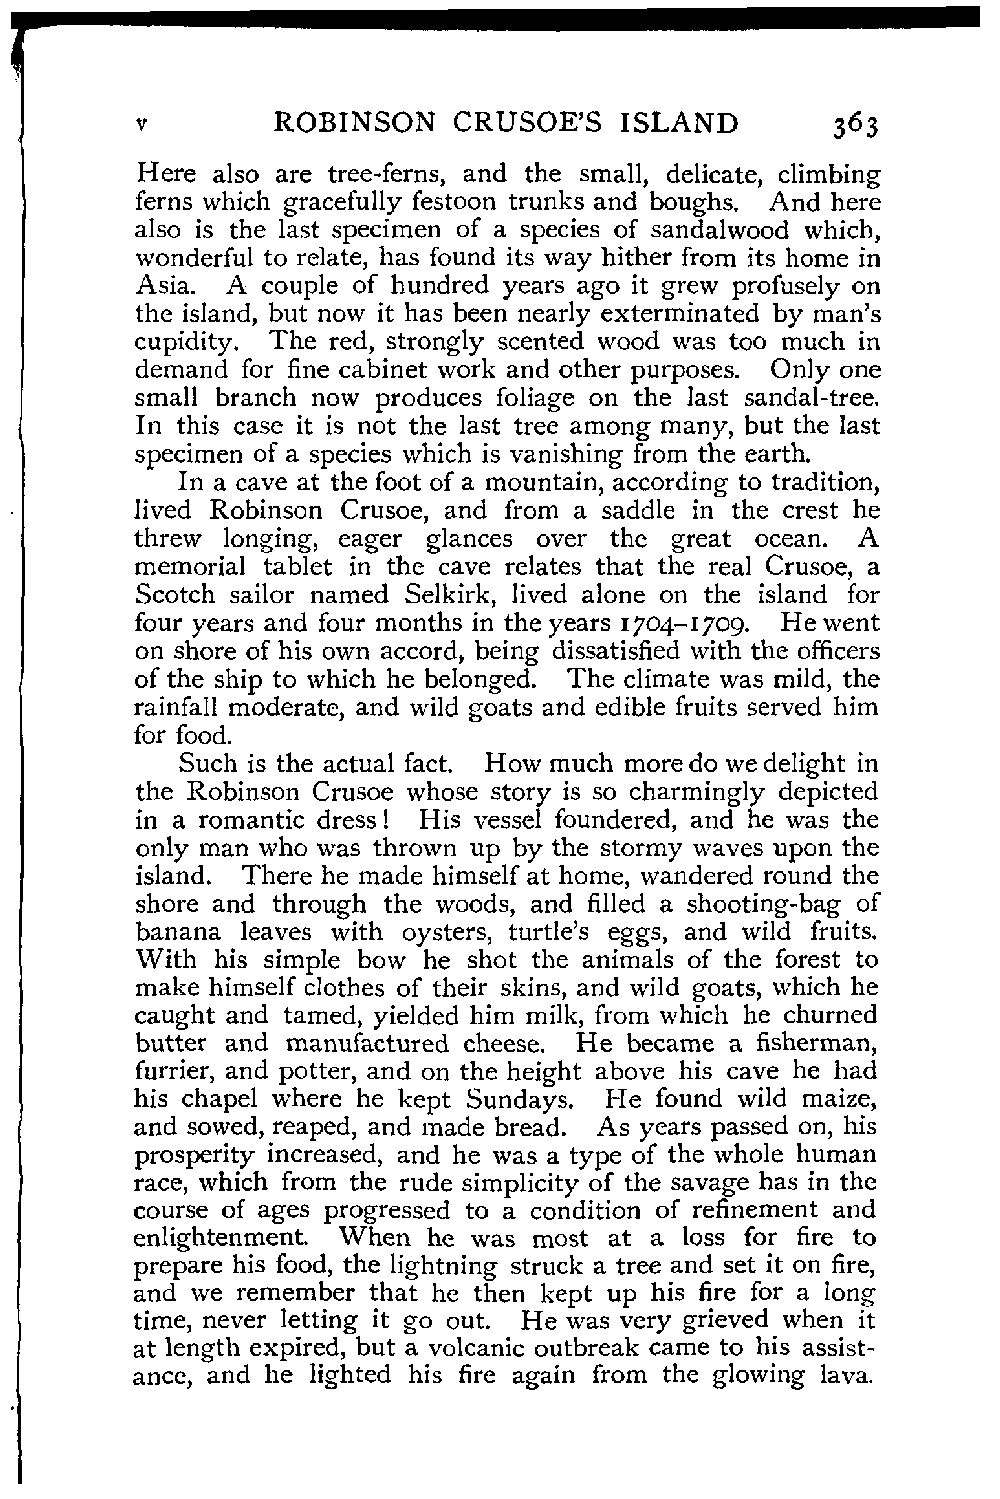 v ROBINSON CRUSOE'S ISLAND 363
Here also are tree-ferns, and the small, delicate, climbing
ferns which gracefully festoon trunks and boughs. And here
also is the last specimen of a species of sandalwood which,
wonderful to relate, has found its way hither from its home in
Asia. A couple of hundred years ago it grew profusely on
the island, but now it has been nearly exterminated by man's
cupidity. The red, strongly scented wood was too much in
demand for fine cabinet work and other purposes. Only one
small branch now produces foliage on the last sandal-tree.
In this case it is not the last tree among many, but the last
specimen of a species which is vanishing from the earth.
In a cave at the foot of a mountain, according to tradition,
lived Robinson Crusoe, and from a saddle in the crest he
threw longing, eager glances over the great ocean. A
memorial tablet in the cave relates that the real Crusoe, a
Scotch sailor named Selkirk, lived alone on the island for
four years and four months in the years 1704–1709. He went
on shore of his own accord, being dissatisfied with the officers
of the ship to which he belonged. The climate was mild, the
rainfall moderate, and wild goats and edible fruits served him
for food.
Such is the actual fact. How much more do we delight in
the Robinson Crusoe whose story is so charmingly depicted
in a romantic dress! His vessel foundered, and he was the
only man who was thrown up by the stormy waves upon the
island. There he made himself at home, wandered round the
shore and through the woods, and filled a shooting-bag of
banana leaves with oysters, turtle's eggs, and wild fruits.
With his simple bow he shot the animals of the forest to
make himself clothes of their skins, and wild goats, which he
caught and tamed, yielded him milk, from which he churned
butter and manufactured cheese. He became a fisherman,
furrier, and potter, and on the height above his cave he had
his chapel where he kept Sundays. He found wild maize,
and sowed, reaped, and made bread. As years passed on, his
prosperity increased, and he was a type of the whole human
race, which from the rude simplicity of the savage has in the
course of ages progressed to a condition of refinement and
enlightenment. When he was most at a loss for fire to
prepare his food, the lightning struck a tree and set it on fire,
and we remember that he then kept up his fire for a long
time, never letting it go out. He was very grieved when it
at length expired, but a volcanic outbreak came to his assist-
ance, and he lighted his fire again from the glowing lava.